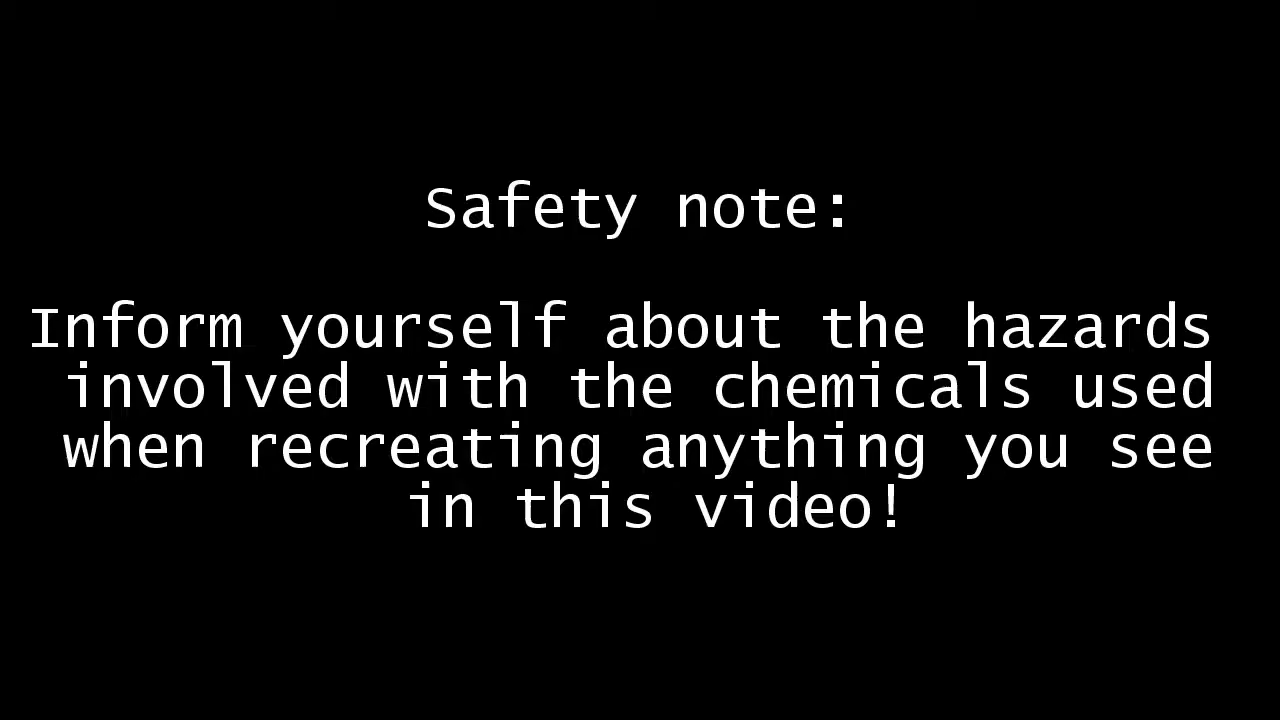 Safety note:
Inform yourself about the hazards
involved with the chemicals used
when recreating anything you see
in this video!